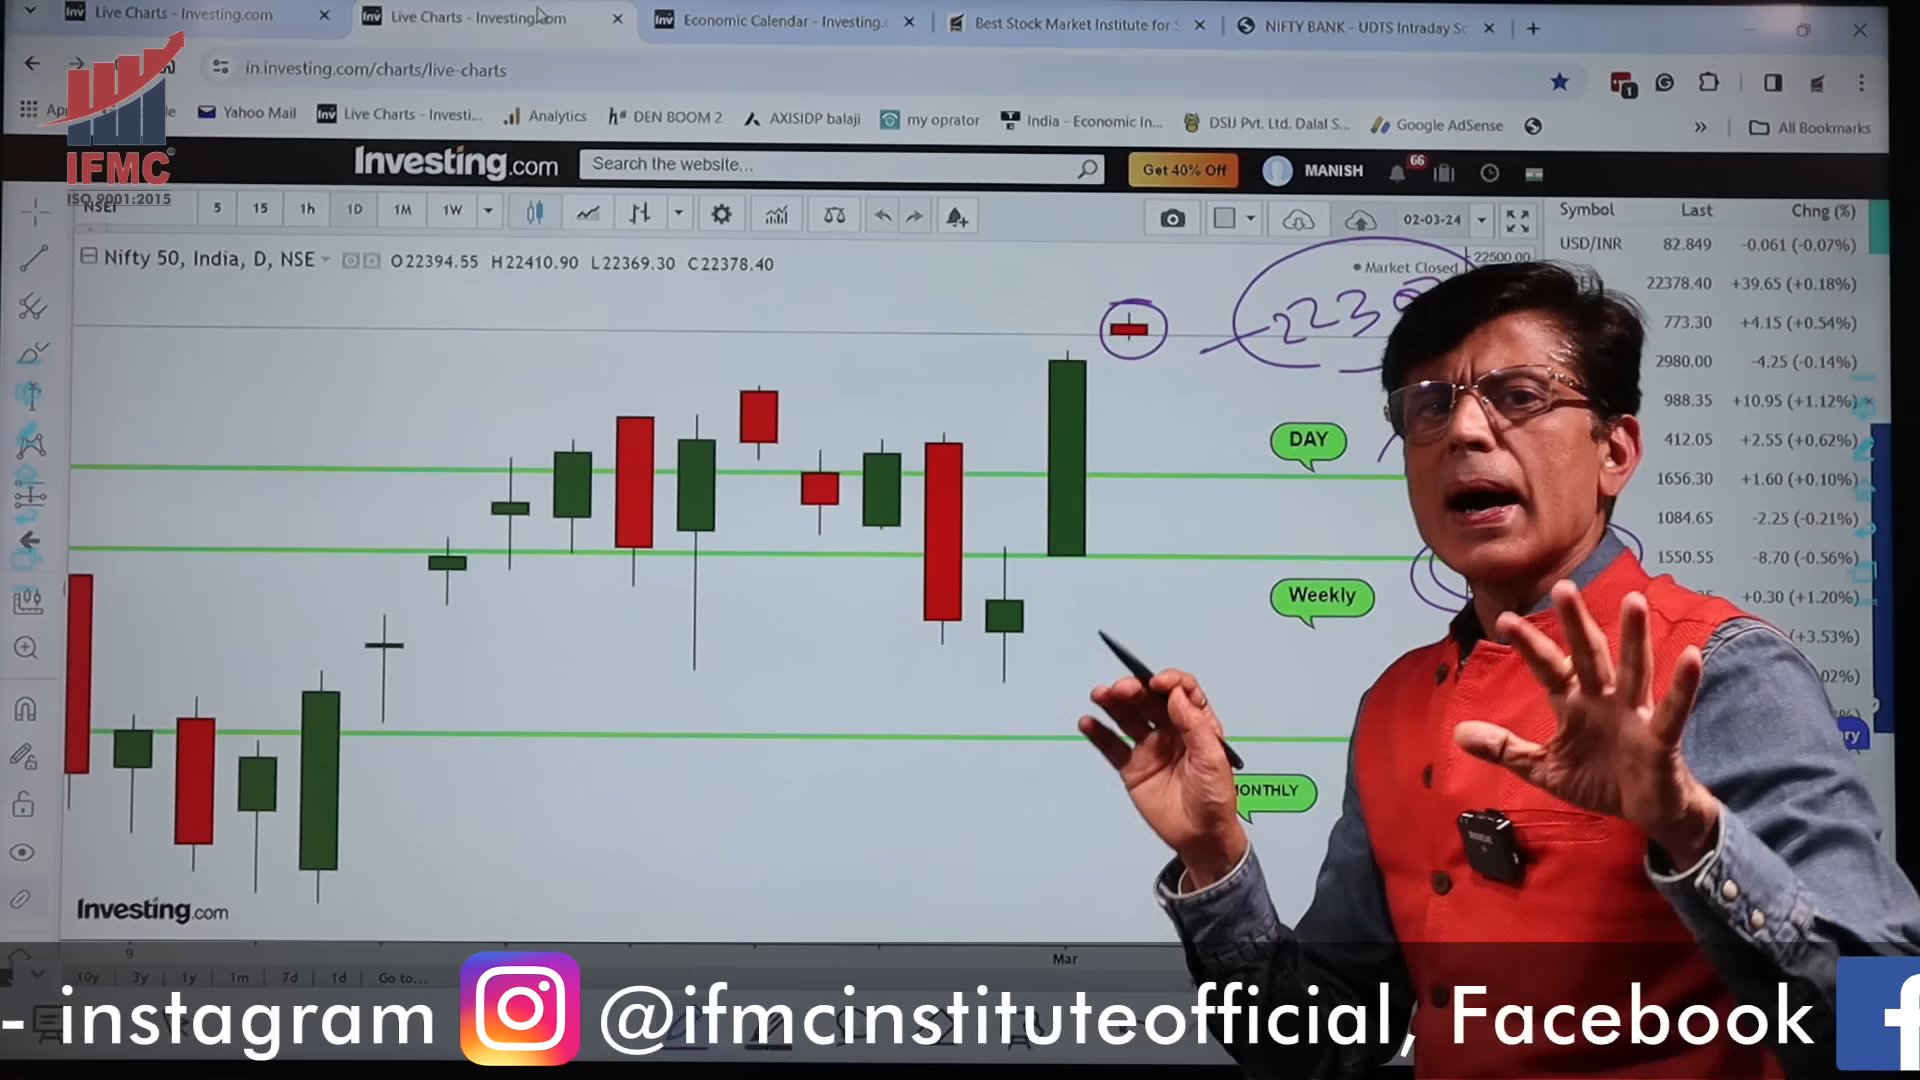 Live Charts - Investing.com
Live Charts - Investing.com
Economic Calendar - Investing.
Best Stock Market Institute for
NIFTY BANK - UDTS Intraday Sc
in.investing.com/charts/live-charts
Yahoo Mail
Live Charts - Investi...
Analytics
DEN BOOM 2
AXISIDP balaji
my oprator
India - Economic In...
DSIJ Pvt. Ltd. Dalal S...
Google AdSense
All Bookmarks
IFMC
ISO 9001:2015
Investing.com
Search the website...
Get 40% Off
MANISH
66
NSEI
5
15
1h
1D
1M
1W
02-03-24
Symbol Last Chng (%)
USD/INR 82.849 -0.061 (-0.07%)
22378.40 +39.65 (+0.18%)
773.30 +4.15 (+0.54%)
2980.00 -4.25 (-0.14%)
988.35 +10.95 (+1.12%)
412.05 +2.55 (+0.62%)
1656.30 +1.60 (+0.10%)
1084.65 -2.25 (-0.21%)
1550.55 -8.70 (-0.56%)
+0.30 (+1.20%)
(+3.53%)
02%)
Nifty 50, India, D, NSE
O22394.55 H22410.90 L22369.30 C22378.40
Market Closed
22500.00
223
DAY
Weekly
MONTHLY
Investing.com
9
Mar
10y
3y
1y
1m
7d
1d
Go to...
- instagram @ifmcinstituteofficial, Facebook